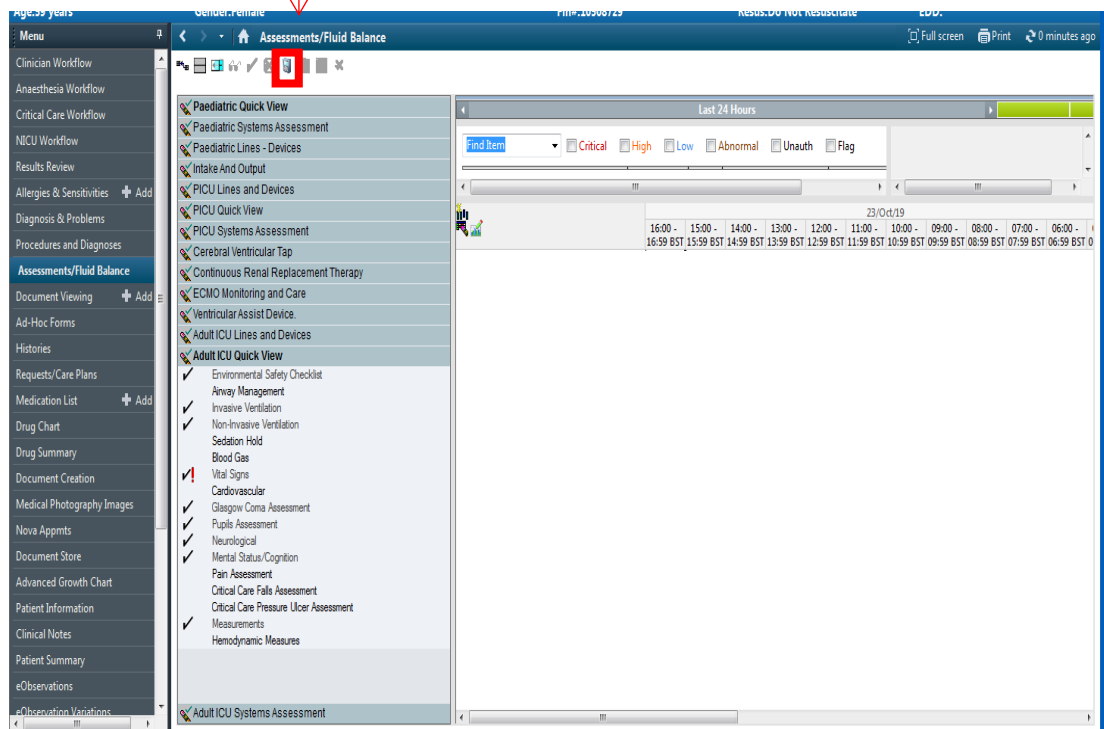 Age:59 years Gender:Female Fin#:10508729 Resus:Do Not Resuscitate EDD:
Menu
Assessments/Fluid Balance
Full screen Print 0 minutes ago
Clinician Workflow
Anaesthesia Workflow
Critical Care Workflow
NICU Workflow
Results Review
Allergies & Sensitivities + Add
Diagnosis & Problems
Procedures and Diagnoses
Assessments/Fluid Balance
Document Viewing + Add
Ad-Hoc Forms
Histories
Requests/Care Plans
Medication List + Add
Drug Chart
Drug Summary
Document Creation
Medical Photography Images
Nova Appmts
Document Store
Advanced Growth Chart
Patient Information
Clinical Notes
Patient Summary
eObservations
eObservation Variations
Paediatric Quick View
Paediatric Systems Assessment
Paediatric Lines - Devices
Intake And Output
PICU Lines and Devices
PICU Quick View
PICU Systems Assessment
Cerebral Ventricular Tap
Continuous Renal Replacement Therapy
ECMO Monitoring and Care
Ventricular Assist Device.
Adult ICU Lines and Devices
Adult ICU Quick View
Environmental Safety Checklist
Airway Management
Invasive Ventilation
Non-Invasive Ventilation
Sedation Hold
Blood Gas
Vital Signs
Cardiovascular
Glasgow Coma Assessment
Pupils Assessment
Neurological
Mental Status/Cognition
Pain Assessment
Critical Care Falls Assessment
Critical Care Pressure Ulcer Assessment
Measurements
Hemodynamic Measures
Adult ICU Systems Assessment
Last 24 Hours
Find Item Critical High Low Abnormal Unauth Flag
23/Oct/19
16:00 - 15:00 - 14:00 - 13:00 - 12:00 - 11:00 - 10:00 - 09:00 - 08:00 - 07:00 - 06:00 -
16:59 BST 15:59 BST 14:59 BST 13:59 BST 12:59 BST 11:59 BST 10:59 BST 09:59 BST 08:59 BST 07:59 BST 06:59 BST